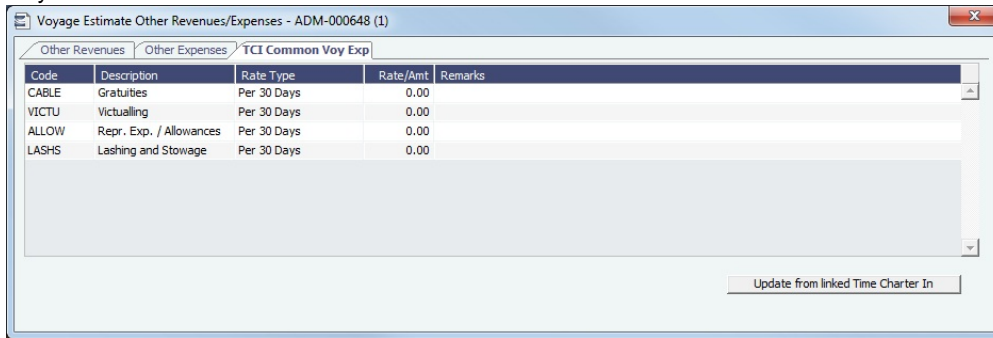 Voyage Estimate Other Revenues/Expenses - ADM-000648 (1)
Other Revenues Other Expenses TCI Common Voy Exp
Code Description Rate Type Rate/Amt Remarks
CABLE Gratuities Per 30 Days 0.00
VICTU Victualling Per 30 Days 0.00
ALLOW Repr. Exp. / Allowances Per 30 Days 0.00
LASHS Lashing and Stowage Per 30 Days 0.00
Update from linked Time Charter In